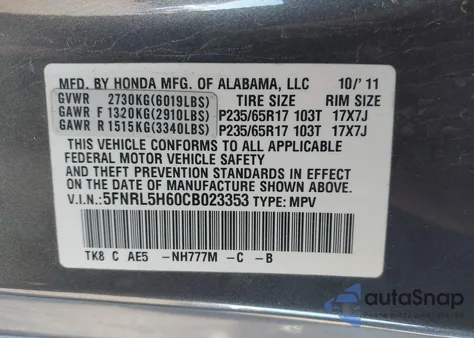 MFD. BY HONDA MFG. OF ALABAMA, LLC 10/'11
GVWR 2730KG(6019LBS) TIRE SIZE RIM SIZE
GAWR F 1320KG(2910LBS) P235/65R17 103T 17X7J
GAWR R 1515KG(3340LBS) P235/65R17 103T 17X7J
THIS VEHICLE CONFORMS TO ALL APPLICABLE
FEDERAL MOTOR VEHICLE SAFETY
AND THEFT PREVENTION STANDARDS IN EFFECT
ON THE DATE OF MANUFACTURE SHOWN ABOVE.
V.I.N.: 5FNRL5H60CB023353 TYPE: MPV
TK8 C AE5 -NH777M -C -B
autoSnap